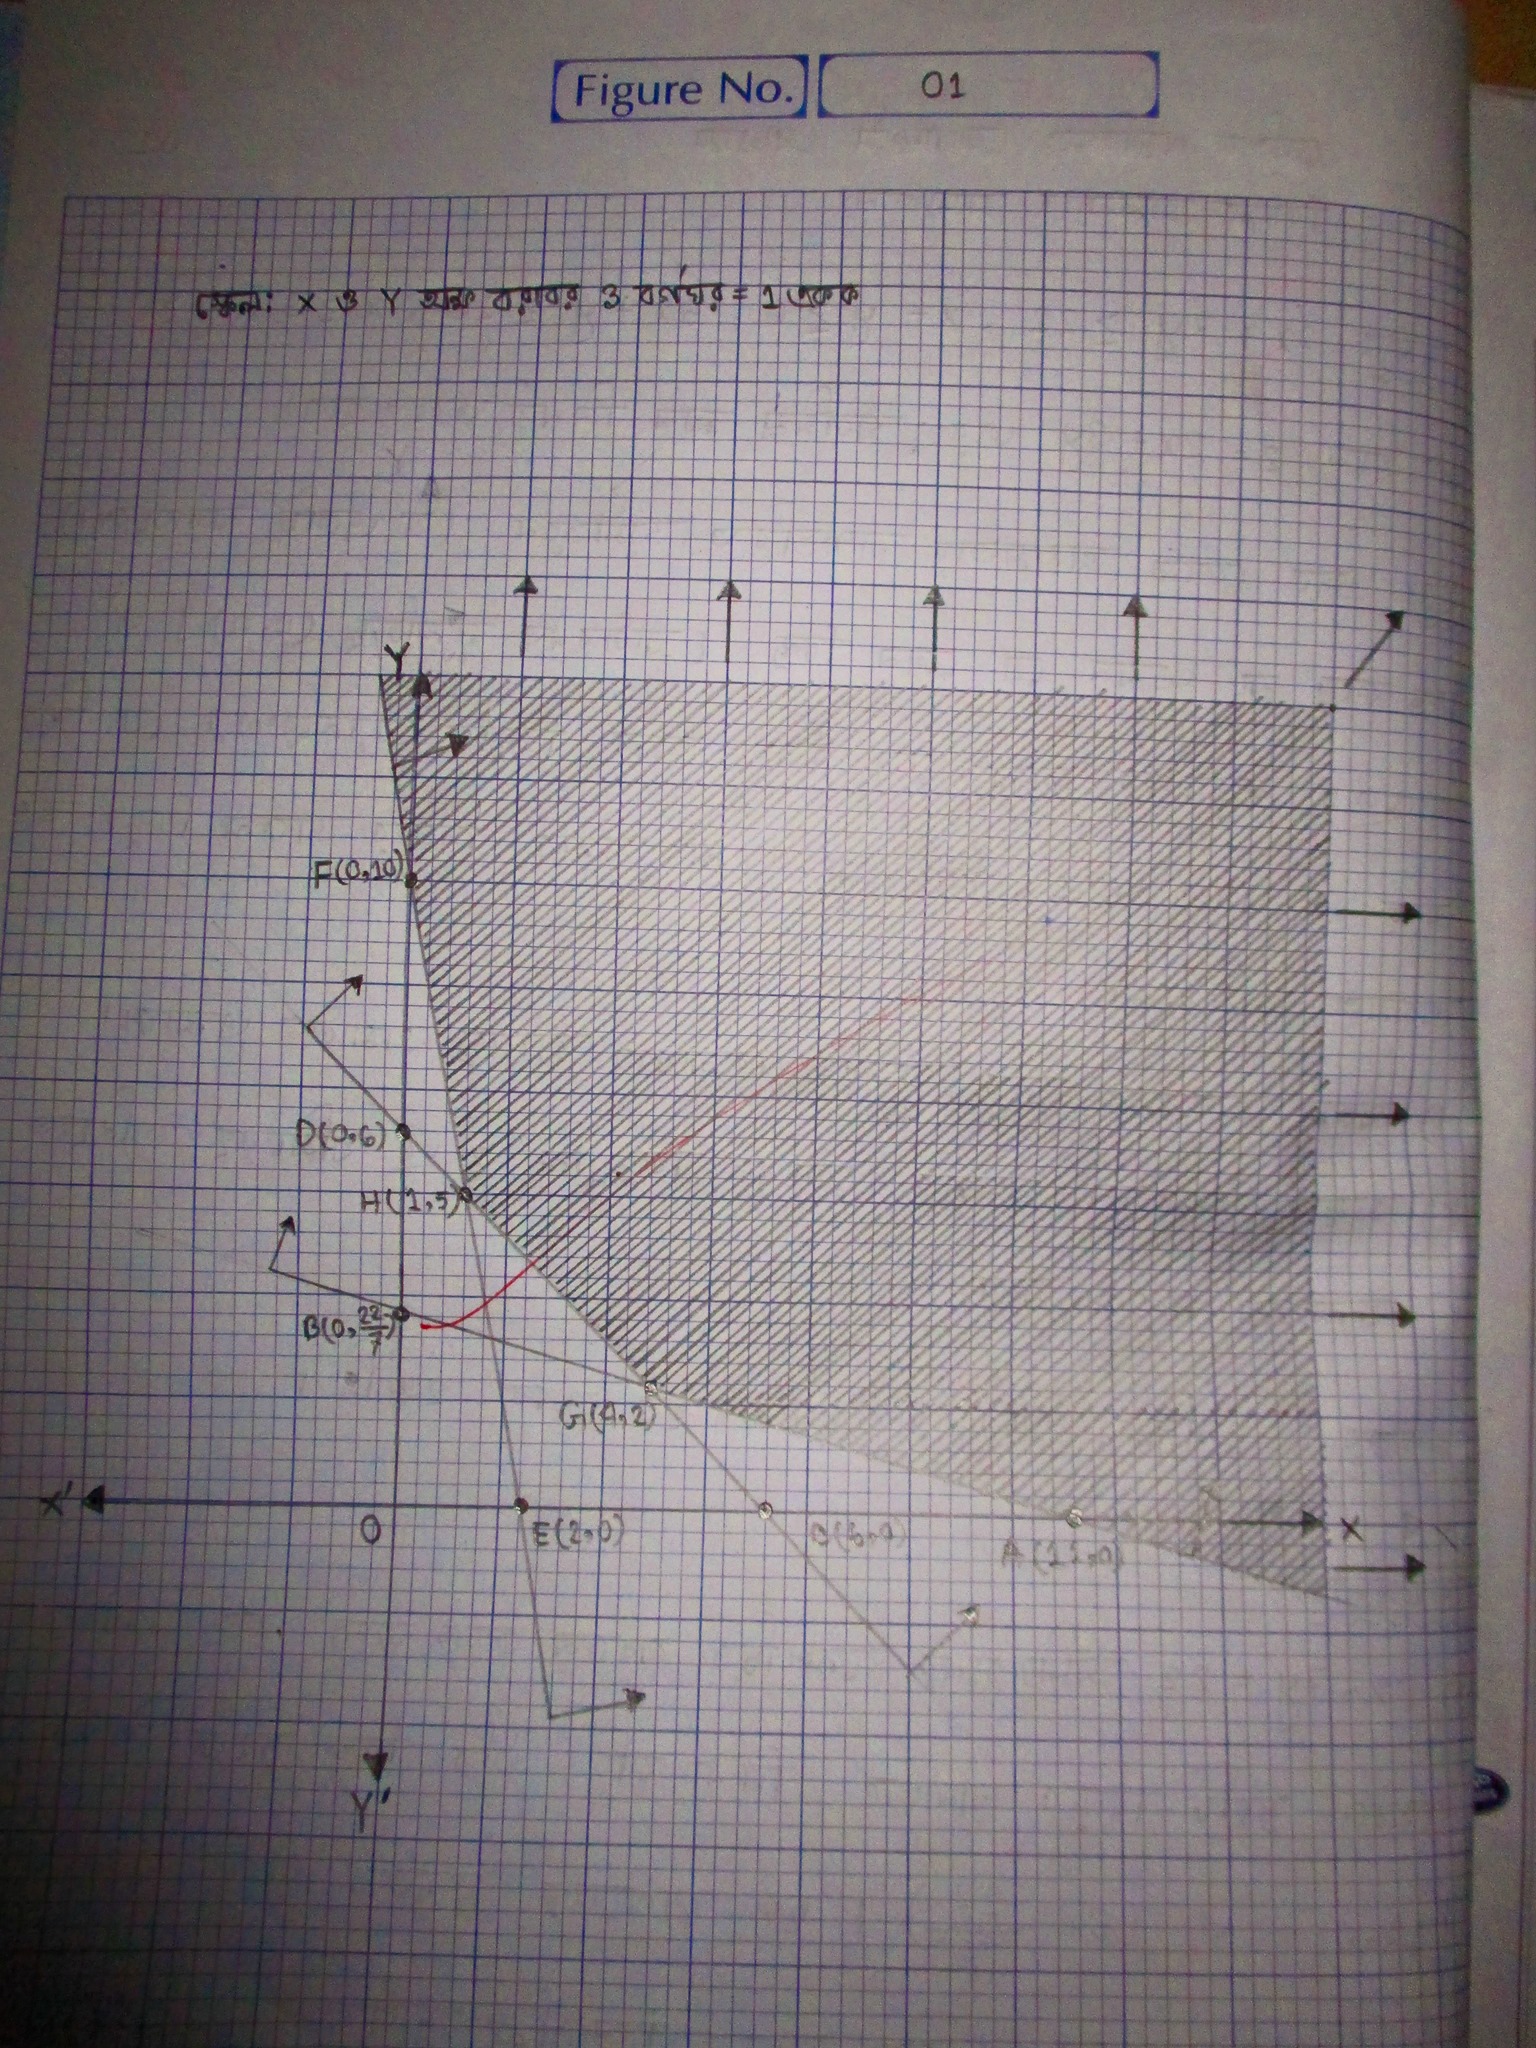 Figure No. 01
স্কেল: X ও Y অক্ষ বরাবর 3 বর্গঘর = 1 একক
Y
F(0,10)
D(0,6)
H(1,5)
B(0, 22/7)
G(4,2)
X'
O
E(2,0)
C(6,0)
A(11,0)
X
Y'